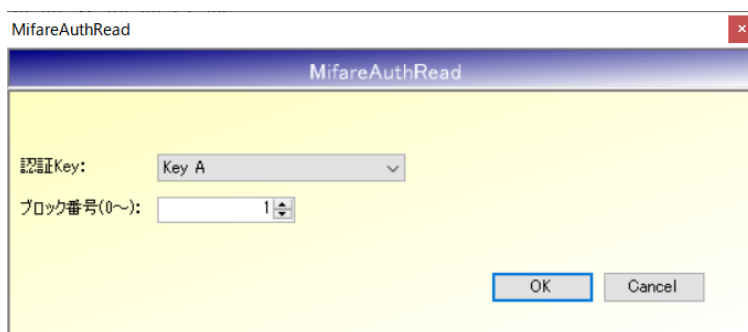 MifareAuthRead
MifareAuthRead
認証Key: Key A
ブロック番号(0～): 1
OK Cancel